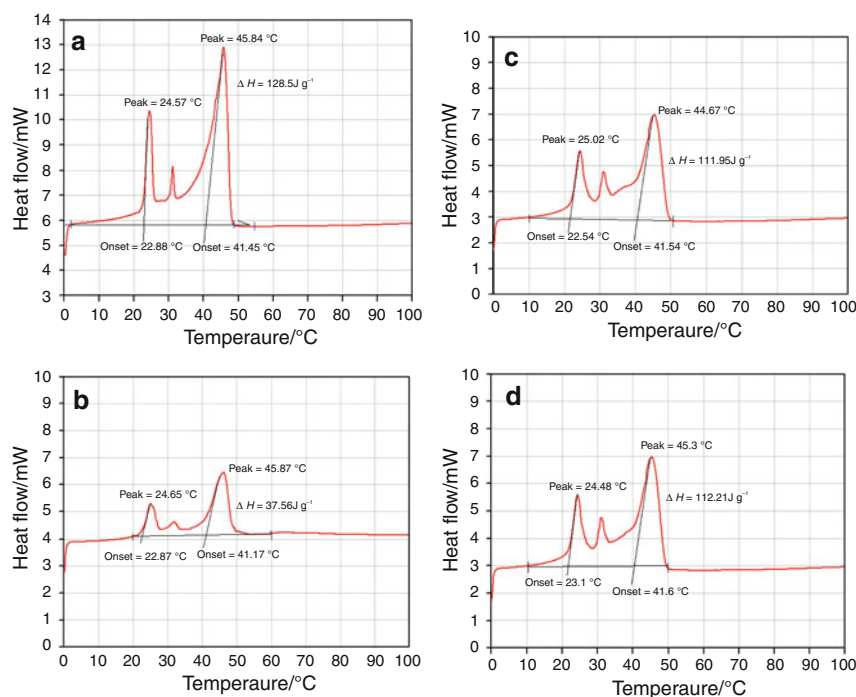 a
Peak = 45.84 °C
Δ H = 128.5J g⁻¹
Peak = 24.57 °C
Onset = 22.88 °C
Onset = 41.45 °C
14
13
12
11
10
9
8
7
6
5
4
3
Heat flow/mW
0 10 20 30 40 50 60 70 80 90 100
Temperaure/°C
b
Peak = 45.87 °C
Peak = 24.65 °C
Δ H = 37.56J g⁻¹
Onset = 22.87 °C
Onset = 41.17 °C
10
9
8
7
6
5
4
3
2
1
0
Heat flow/mW
0 10 20 30 40 50 60 70 80 90 100
Temperaure/°C
c
Peak = 44.67 °C
Peak = 25.02 °C
Δ H = 111.95J g⁻¹
Onset = 22.54 °C
Onset = 41.54 °C
10
9
8
7
6
5
4
3
2
1
0
Heat flow/mW
0 10 20 30 40 50 60 70 80 90 100
Temperaure/°C
d
Peak = 45.3 °C
Peak = 24.48 °C
Δ H = 112.21J g⁻¹
Onset = 23.1 °C
Onset = 41.6 °C
10
9
8
7
6
5
4
3
2
1
0
Heat flow/mW
0 10 20 30 40 50 60 70 80 90 100
Temperaure/°C